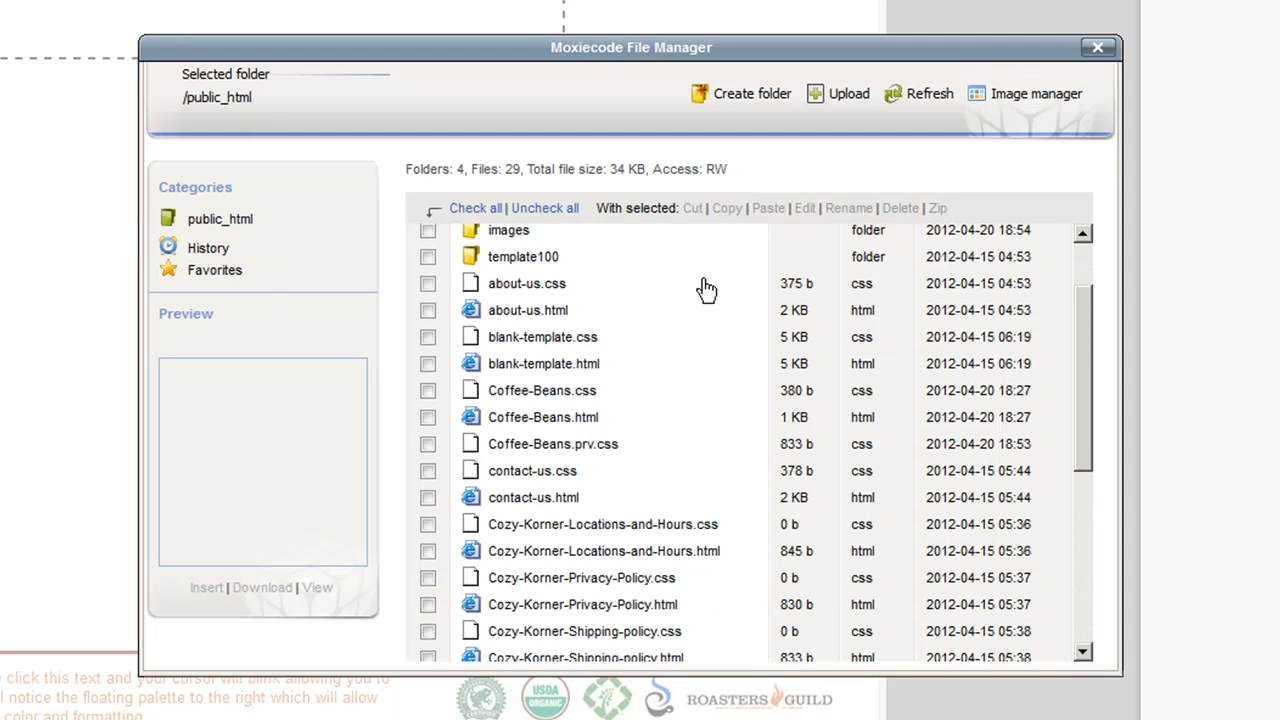 Moxiecode File Manager
Selected folder
/public_html
Create folder Upload Refresh Image manager
Categories
public_html
History
Favorites
Preview
Insert | Download | View
Folders: 4, Files: 29, Total file size: 34 KB, Access: RW
Check all | Uncheck all With selected: Cut | Copy | Paste | Edit | Rename | Delete | Zip
images folder 2012-04-20 18:54
template100 folder 2012-04-15 04:53
about-us.css 375 b css 2012-04-15 04:53
about-us.html 2 KB html 2012-04-15 04:53
blank-template.css 5 KB css 2012-04-15 06:19
blank-template.html 5 KB html 2012-04-15 06:19
Coffee-Beans.css 380 b css 2012-04-20 18:27
Coffee-Beans.html 1 KB html 2012-04-20 18:27
Coffee-Beans.prv.css 833 b css 2012-04-20 18:53
contact-us.css 378 b css 2012-04-15 05:44
contact-us.html 2 KB html 2012-04-15 05:44
Cozy-Korner-Locations-and-Hours.css 0 b css 2012-04-15 05:36
Cozy-Korner-Locations-and-Hours.html 845 b html 2012-04-15 05:36
Cozy-Korner-Privacy-Policy.css 0 b css 2012-04-15 05:37
Cozy-Korner-Privacy-Policy.html 830 b html 2012-04-15 05:37
Cozy-Korner-Shipping-policy.css 0 b css 2012-04-15 05:38
Cozy-Korner-Shipping-policy.html 833 b html 2012-04-15 05:38
click this text and your cursor will blink allowing you to
notice the floating palette to the right which will allow
color and formatting.
USDA
ORGANIC
ROASTERS GUILD